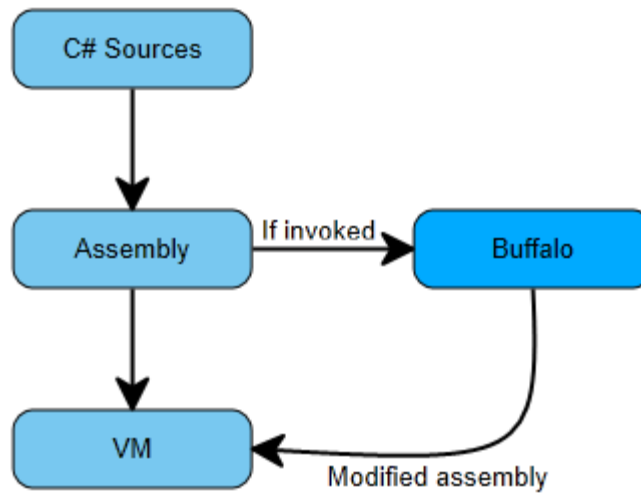 C# Sources
If invoked
Assembly
Buffalo
VM
Modified assembly